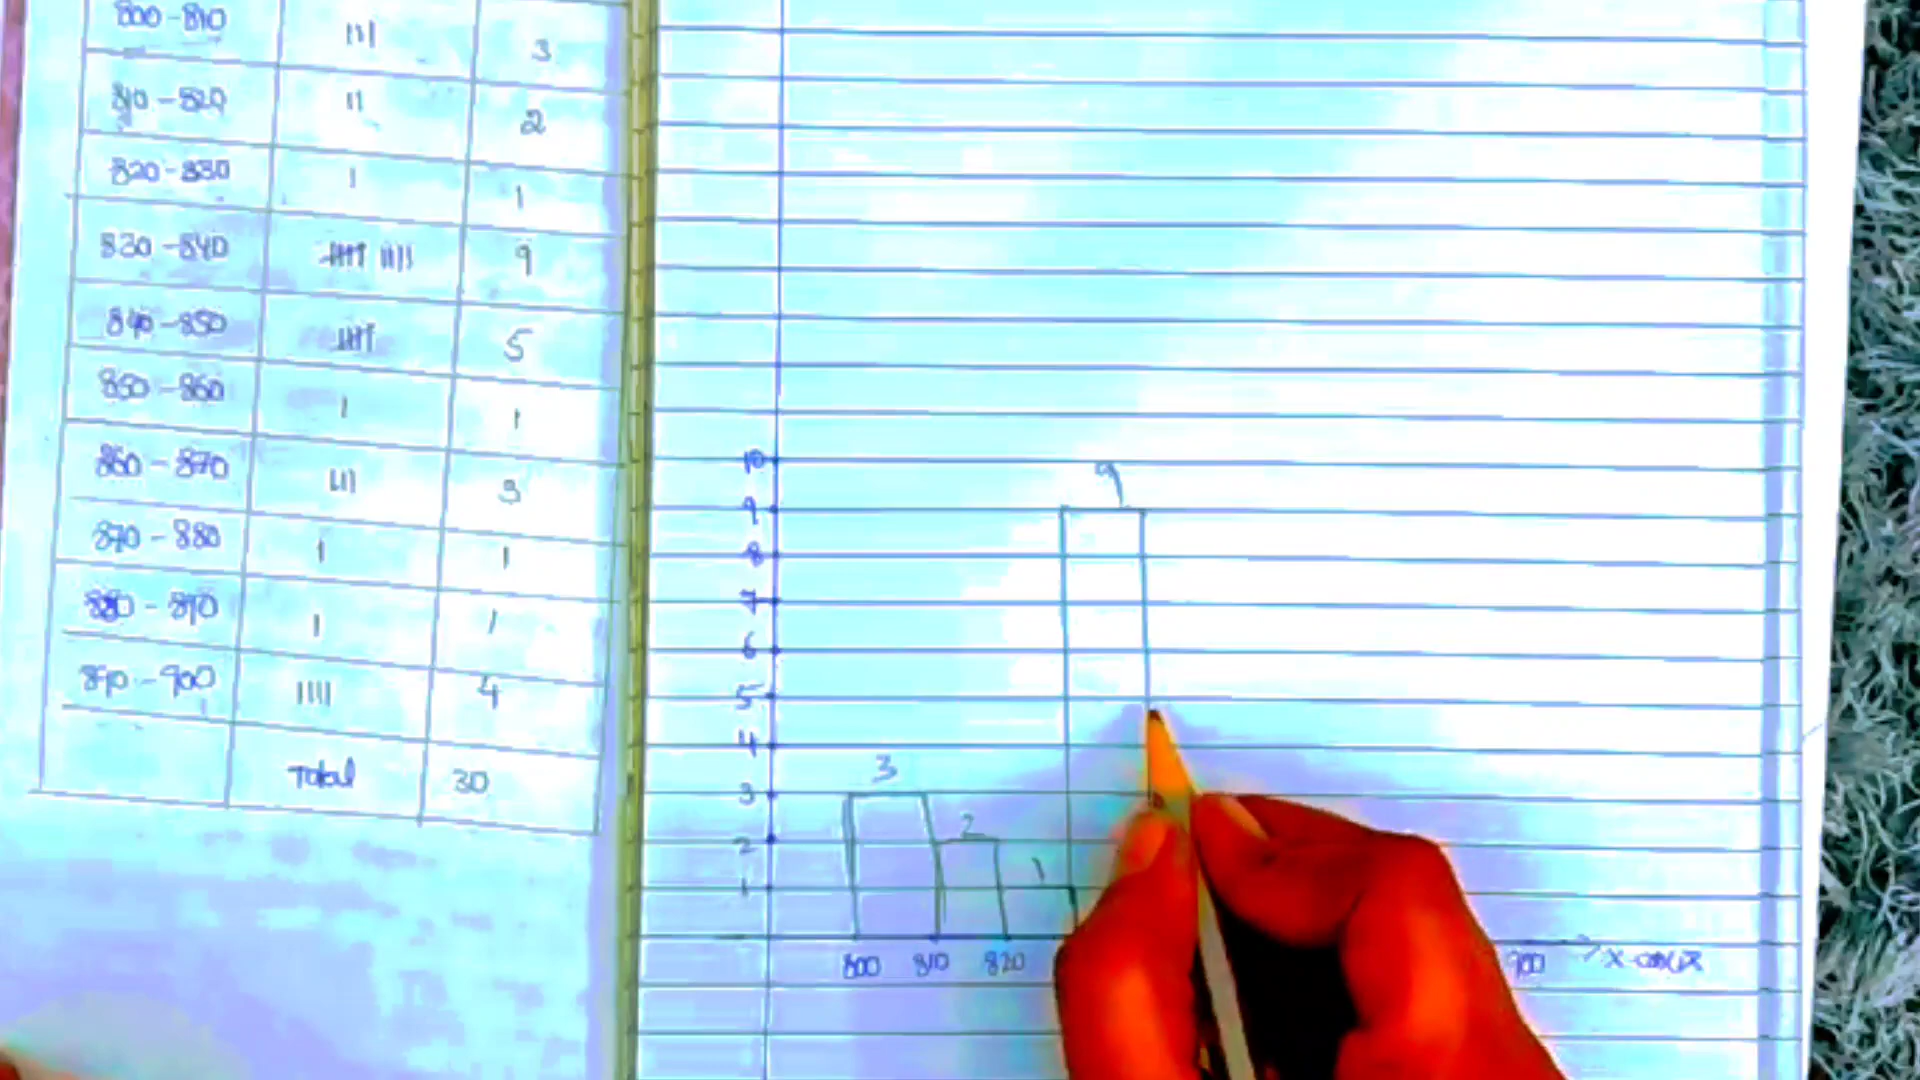 800-810 ||| 3
810-820 || 2
820-830 | 1
830-840 |||| |||| 9
840-850 |||| 5
850-860 | 1
860-870 ||| 3
870-880 | 1
880-890 | 1
890-900 |||| 4
Total 30
10
9
9
8
7
6
5
4
3
3
2
2
1
1
800 810 820 900